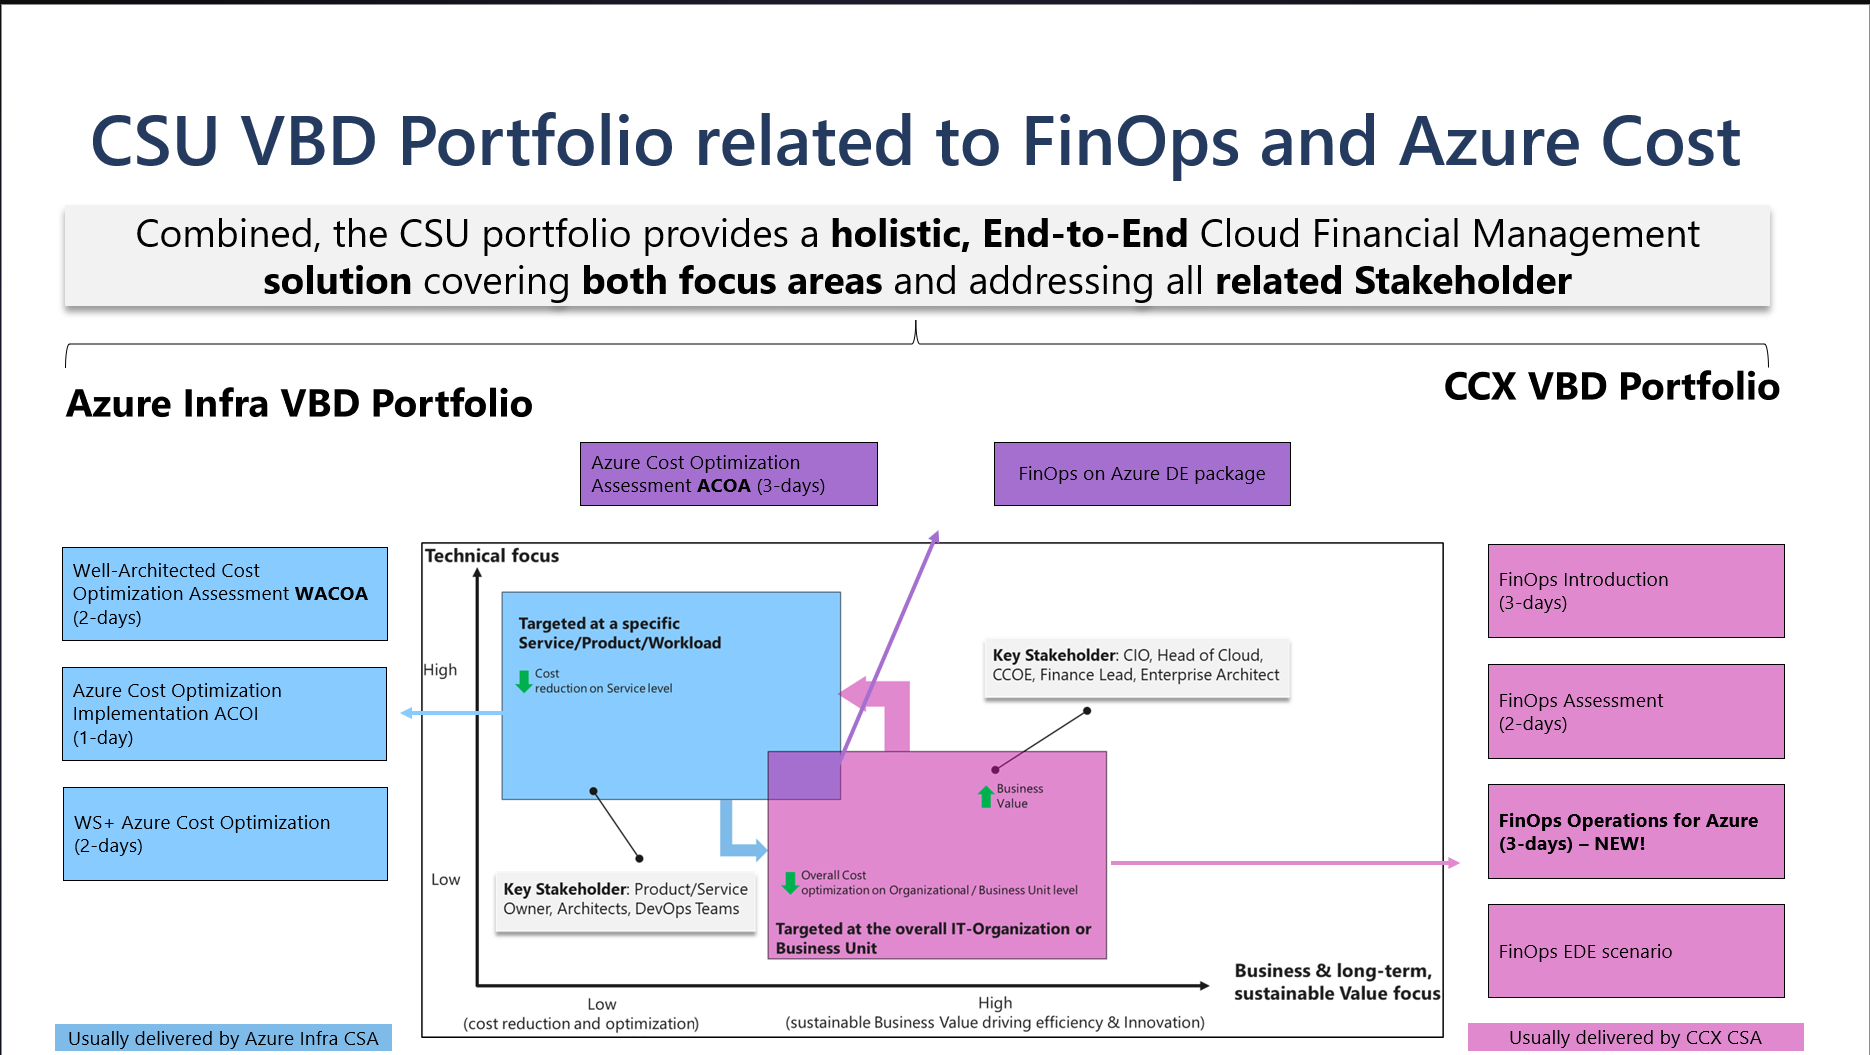 CSU VBD Portfolio related to FinOps and Azure Cost
Combined, the CSU portfolio provides a holistic, End-to-End Cloud Financial Management
solution covering both focus areas and addressing all related Stakeholder
Azure Infra VBD Portfolio
CCX VBD Portfolio
Azure Cost Optimization
Assessment ACOA (3-days)
FinOps on Azure DE package
Well-Architected Cost
Optimization Assessment WACOA
(2-days)
Azure Cost Optimization
Implementation ACOI
(1-day)
WS+ Azure Cost Optimization
(2-days)
Usually delivered by Azure Infra CSA
Technical focus
High
Low
Targeted at a specific
Service/Product/Workload
Cost
reduction on Service level
Key Stakeholder: CIO, Head of Cloud,
CCOE, Finance Lead, Enterprise Architect
Business
Value
Key Stakeholder: Product/Service
Owner, Architects, DevOps Teams
Overall Cost
optimization on Organizational / Business Unit level
Targeted at the overall IT-Organization or
Business Unit
Business & long-term,
sustainable Value focus
Low
(cost reduction and optimization)
High
(sustainable Business Value driving efficiency & Innovation)
FinOps Introduction
(3-days)
FinOps Assessment
(2-days)
FinOps Operations for Azure
(3-days) – NEW!
FinOps EDE scenario
Usually delivered by CCX CSA